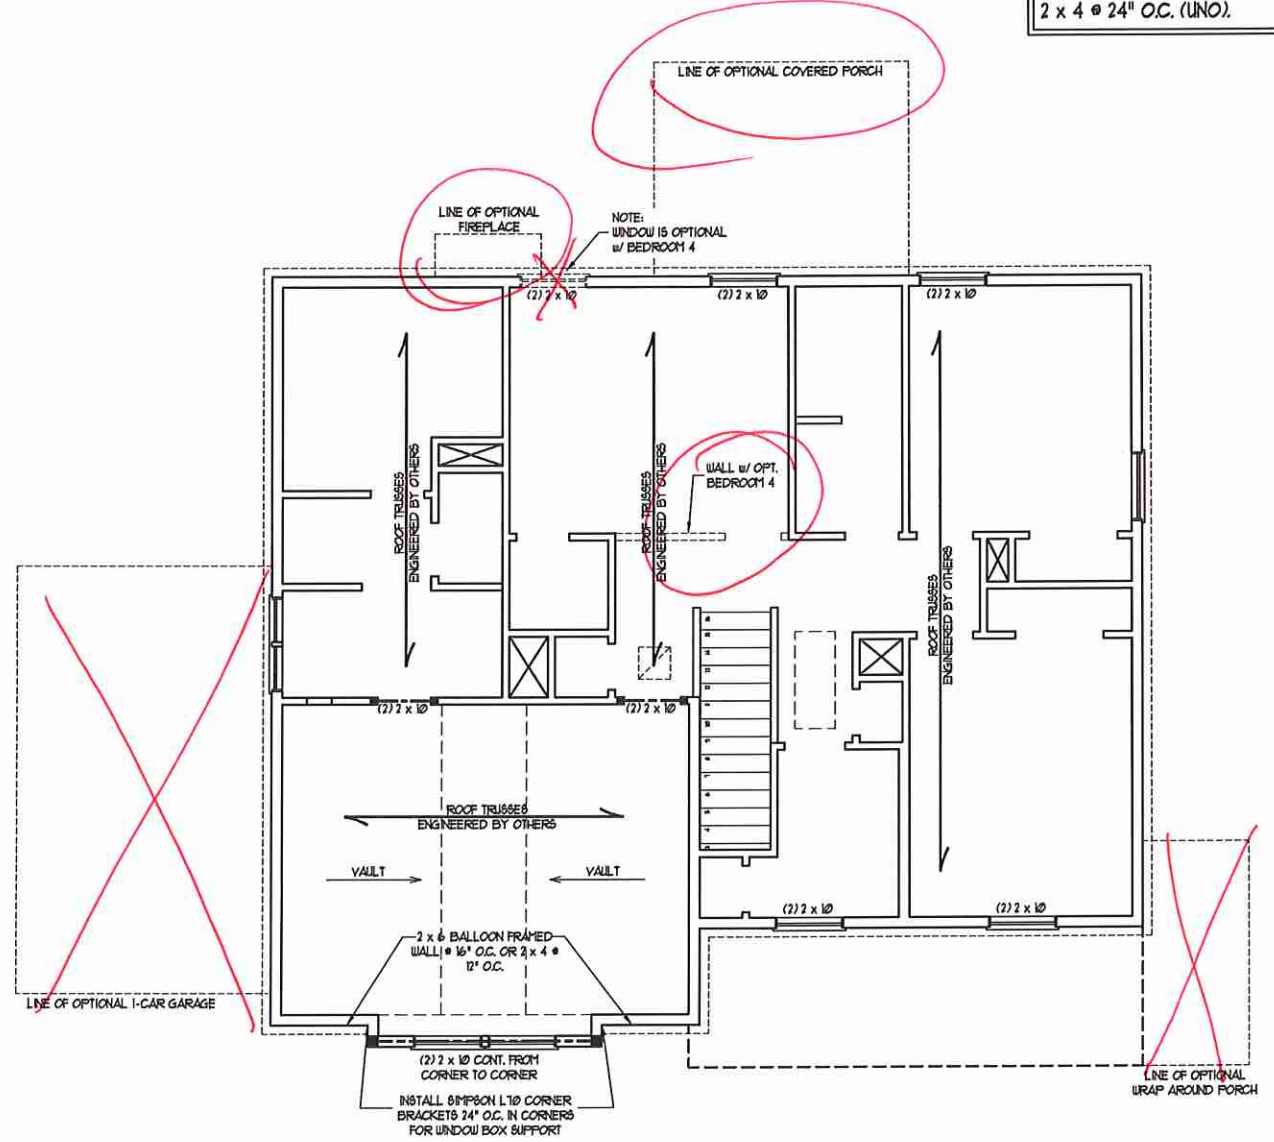 2 x 4 @ 24" O.C. (UNO).
LINE OF OPTIONAL COVERED PORCH
LINE OF OPTIONAL
FIREPLACE
NOTE:
WINDOW IS OPTIONAL
w/ BEDROOM 4
(2) 2 x 10
(2) 2 x 10
(2) 2 x 10
ROOF TRUSSES
ENGINEERED BY OTHERS
ROOF TRUSSES
ENGINEERED BY OTHERS
WALL w/ OPT.
BEDROOM 4
ROOF TRUSSES
ENGINEERED BY OTHERS
(2) 2 x 10
(2) 2 x 10
ROOF TRUSSES
ENGINEERED BY OTHERS
VAULT
VAULT
(2) 2 x 10
(2) 2 x 10
2 x 6 BALLOON FRAMED
WALL @ 16" O.C. OR 2 x 4 @
12" O.C.
LINE OF OPTIONAL 1-CAR GARAGE
(2) 2 x 10 CONT. FROM
CORNER TO CORNER
LINE OF OPTIONAL
WRAP AROUND PORCH
INSTALL SIMPSON L70 CORNER
BRACKETS 24" O.C. IN CORNERS
FOR WINDOW BOX SUPPORT